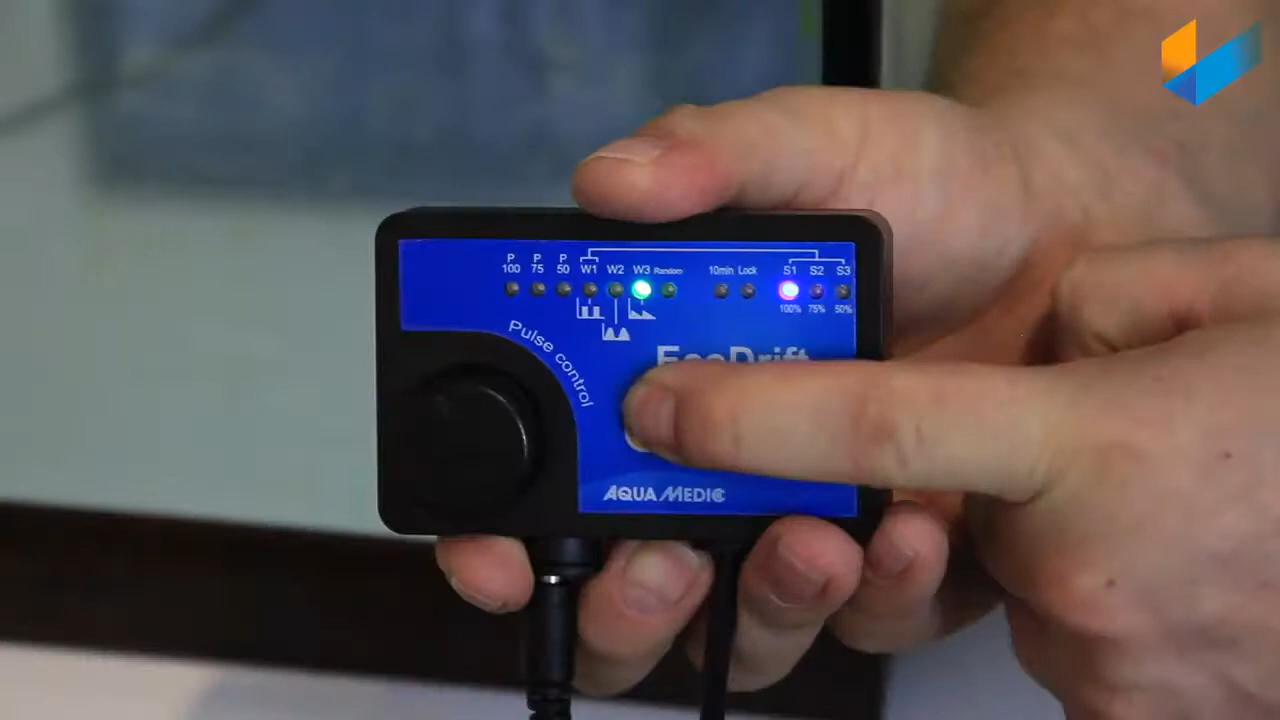 P P P
100 75 50 W1 W2 W3 Random 10min Lock S1 S2 S3
100% 75% 50%
Pulse control
EcoDrift
AQUA MEDIC